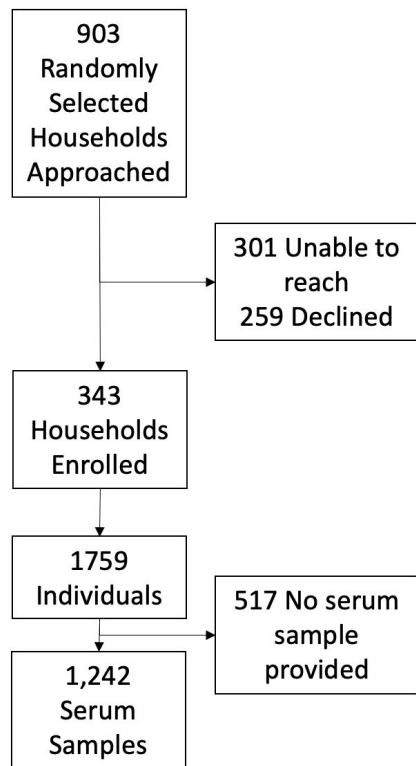 903
Randomly
Selected
Households
Approached
301 Unable to
reach
259 Declined
343
Households
Enrolled
1759
Individuals
517 No serum
sample
provided
1,242
Serum
Samples